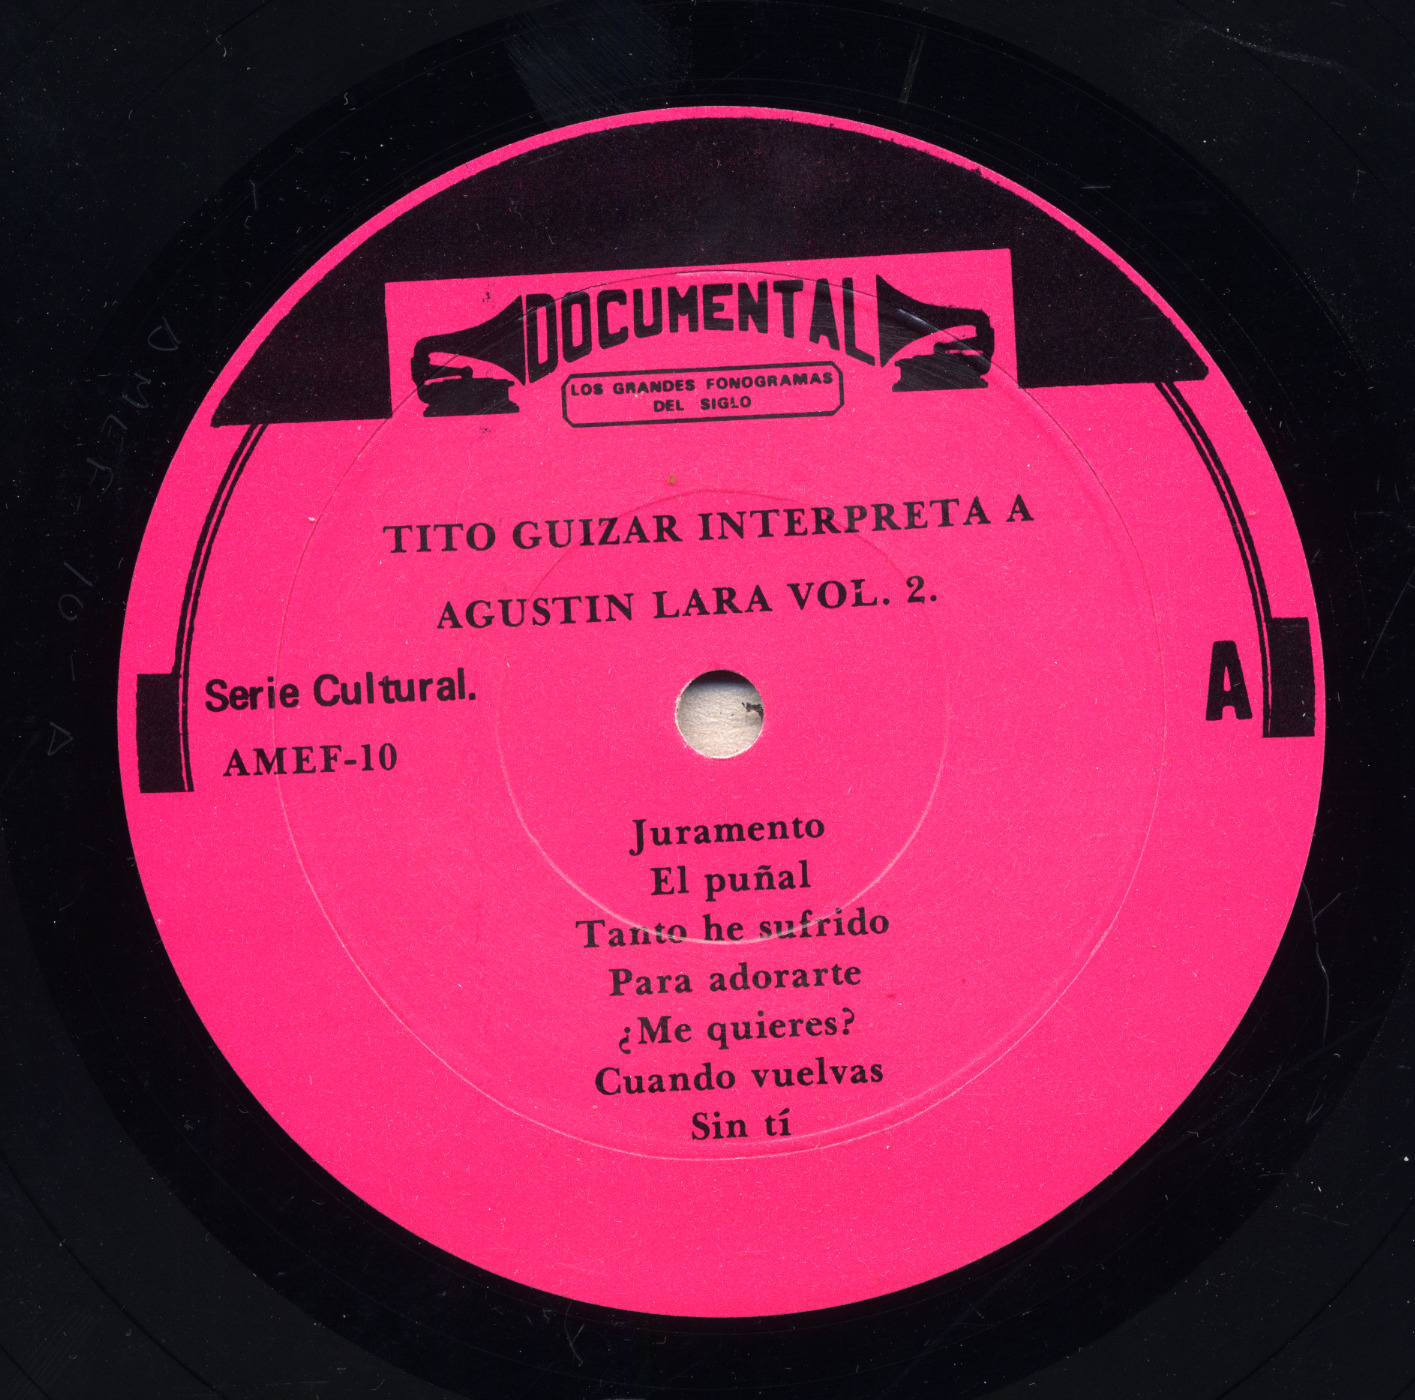 DOCUMENTAL
LOS GRANDES FONOGRAMAS
DEL SIGLO
TITO GUIZAR INTERPRETA A
AGUSTIN LARA VOL. 2.
Serie Cultural.
A
AMEF-10
Juramento
El puñal
Tanto he sufrido
Para adorarte
¿Me quieres?
Cuando vuelvas
Sin tí